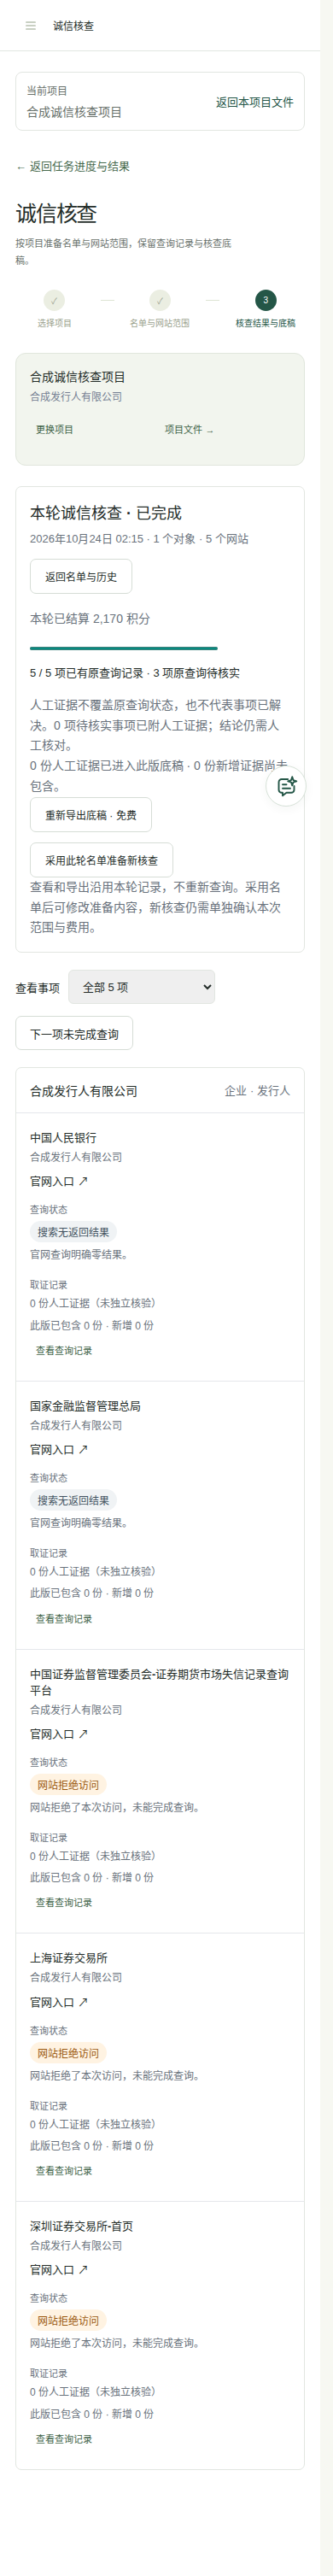 诚信核查
当前项目
合成诚信核查项目
返回本项目文件
← 返回任务进度与结果
诚信核查
按项目准备名单与网站范围，保留查询记录与核查底
稿。
✓
✓
3
选择项目
名单与网站范围
核查结果与底稿
合成诚信核查项目
合成发行人有限公司
更换项目
项目文件 →
本轮诚信核查 · 已完成
2026年10月24日 02:15 · 1 个对象 · 5 个网站
返回名单与历史
本轮已结算 2,170 积分
5 / 5 项已有原查询记录 · 3 项原查询待核实
人工证据不覆盖原查询状态，也不代表事项已解
决。0 项待核实事项已附人工证据；结论仍需人
工核对。
0 份人工证据已进入此版底稿 · 0 份新增证据尚未
包含。
重新导出底稿 · 免费
采用此轮名单准备新核查
查看和导出沿用本轮记录，不重新查询。采用名
单后可修改准备内容，新核查仍需单独确认本次
范围与费用。
查看事项
全部 5 项
下一项未完成查询
合成发行人有限公司
企业 · 发行人
中国人民银行
合成发行人有限公司
官网入口 ↗
查询状态
搜索无返回结果
官网查询明确零结果。
取证记录
0 份人工证据（未独立核验）
此版已包含 0 份 · 新增 0 份
查看查询记录
国家金融监督管理总局
合成发行人有限公司
官网入口 ↗
查询状态
搜索无返回结果
官网查询明确零结果。
取证记录
0 份人工证据（未独立核验）
此版已包含 0 份 · 新增 0 份
查看查询记录
中国证券监督管理委员会-证券期货市场失信记录查询
平台
合成发行人有限公司
官网入口 ↗
查询状态
网站拒绝访问
网站拒绝了本次访问，未能完成查询。
取证记录
0 份人工证据（未独立核验）
此版已包含 0 份 · 新增 0 份
查看查询记录
上海证券交易所
合成发行人有限公司
官网入口 ↗
查询状态
网站拒绝访问
网站拒绝了本次访问，未能完成查询。
取证记录
0 份人工证据（未独立核验）
此版已包含 0 份 · 新增 0 份
查看查询记录
深圳证券交易所-首页
合成发行人有限公司
官网入口 ↗
查询状态
网站拒绝访问
网站拒绝了本次访问，未能完成查询。
取证记录
0 份人工证据（未独立核验）
此版已包含 0 份 · 新增 0 份
查看查询记录